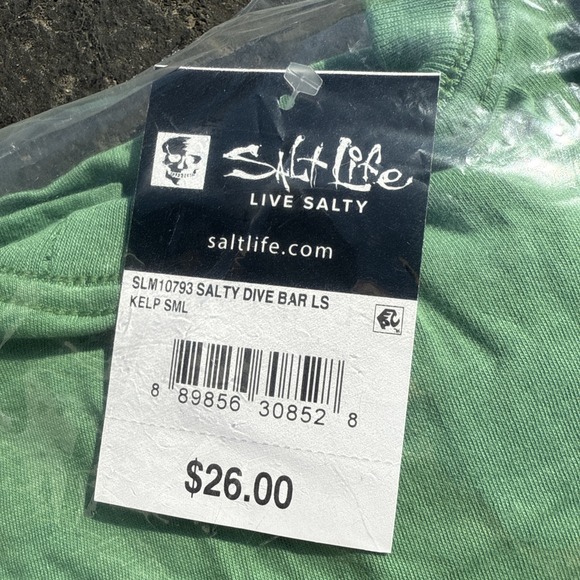 Salt Life
LIVE SALTY
saltlife.com
SLM10793 SALTY DIVE BAR LS
KELP SML
8 89856 30852 8
$26.00